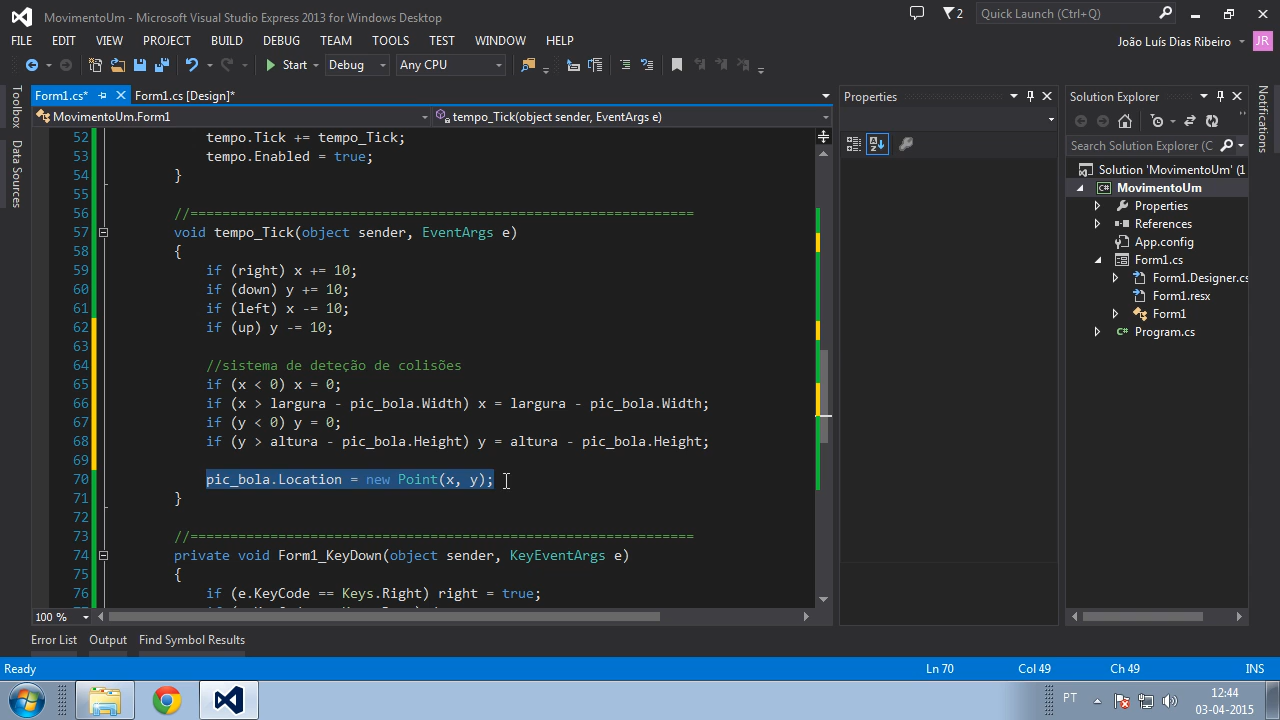 MovimentoUm - Microsoft Visual Studio Express 2013 for Windows Desktop
2
Quick Launch (Ctrl+Q)
FILE EDIT VIEW PROJECT BUILD DEBUG TEAM TOOLS TEST WINDOW HELP
João Luís Dias Ribeiro JR
Start Debug Any CPU
Toolbox
Data Sources
Form1.cs* Form1.cs [Design]*
MovimentoUm.Form1 tempo_Tick(object sender, EventArgs e)
52 tempo.Tick += tempo_Tick;
53 tempo.Enabled = true;
54 }
55
56 //===============================================================
57 void tempo_Tick(object sender, EventArgs e)
58 {
59 if (right) x += 10;
60 if (down) y += 10;
61 if (left) x -= 10;
62 if (up) y -= 10;
63
64 //sistema de deteção de colisões
65 if (x < 0) x = 0;
66 if (x > largura - pic_bola.Width) x = largura - pic_bola.Width;
67 if (y < 0) y = 0;
68 if (y > altura - pic_bola.Height) y = altura - pic_bola.Height;
69
70 pic_bola.Location = new Point(x, y);
71 }
72
73 //===============================================================
74 private void Form1_KeyDown(object sender, KeyEventArgs e)
75 {
76 if (e.KeyCode == Keys.Right) right = true;
100 %
Properties
Solution Explorer
Search Solution Explorer (C
Solution 'MovimentoUm' (1
MovimentoUm
Properties
References
App.config
Form1.cs
Form1.Designer.cs
Form1.resx
Form1
Program.cs
Notifications
Error List Output Find Symbol Results
Ready Ln 70 Col 49 Ch 49 INS
PT
12:44
03-04-2015